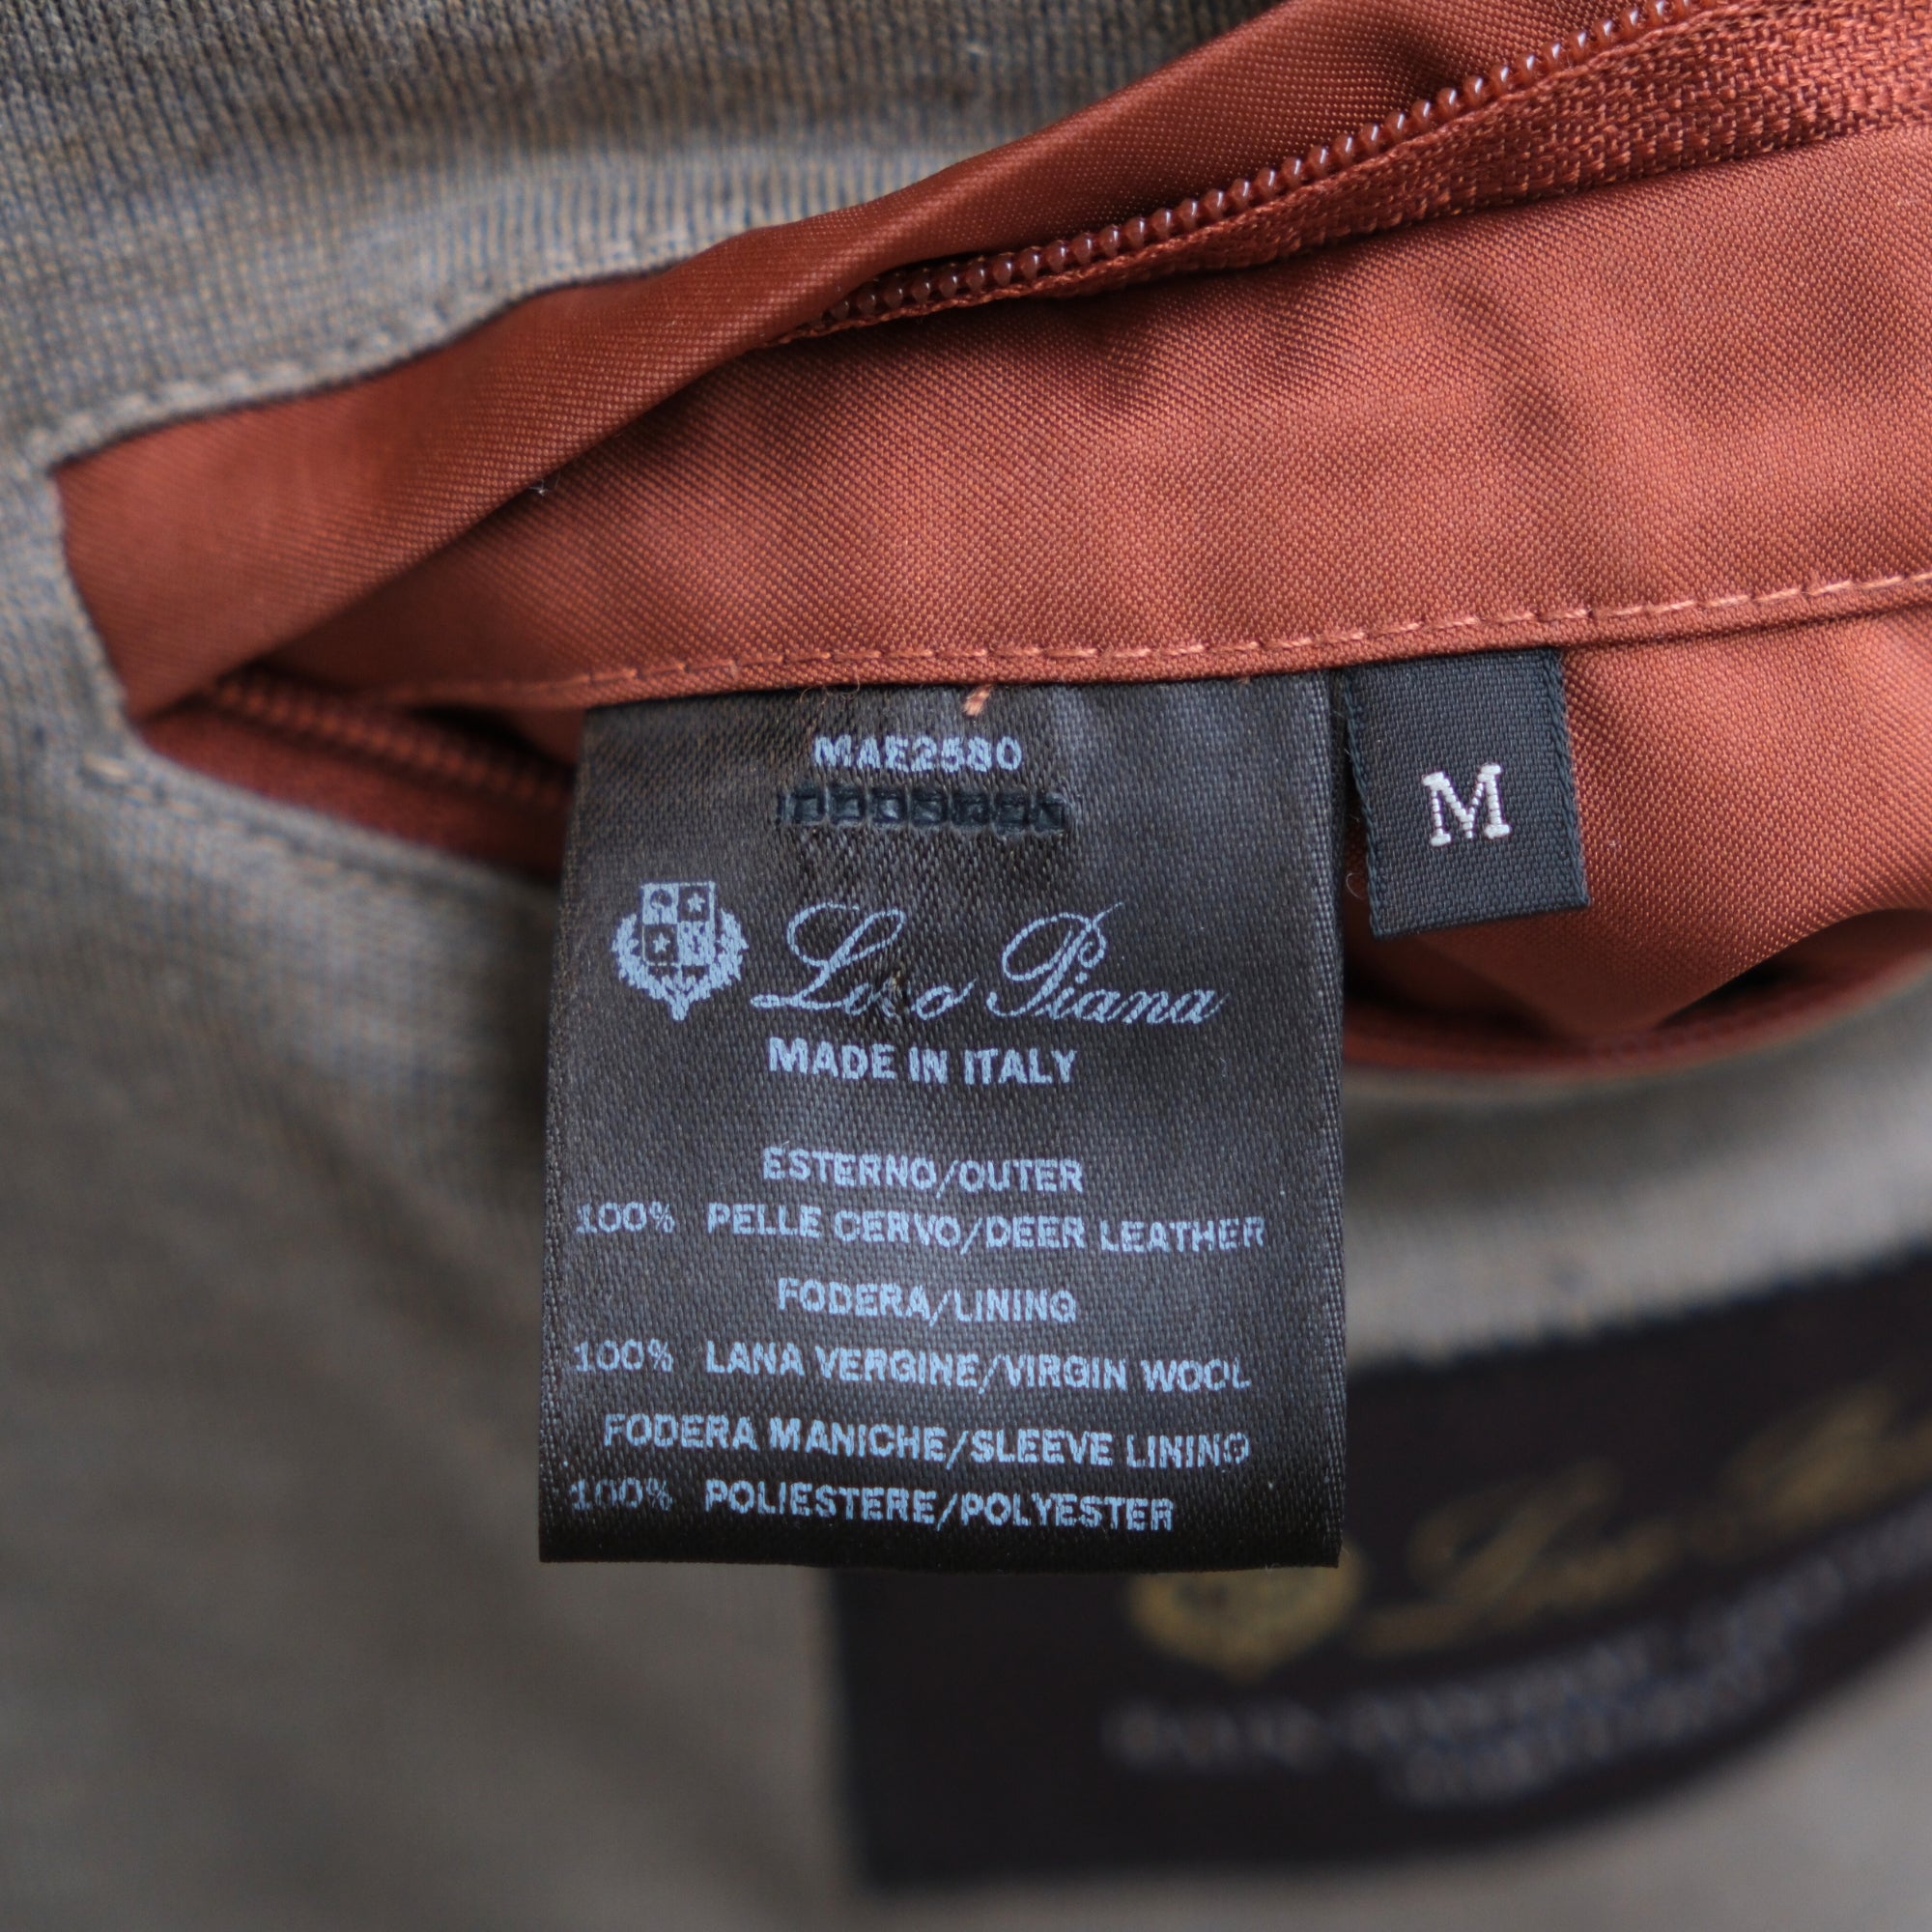 MAE2580
M
Loro Piana
MADE IN ITALY
ESTERNO/OUTER
100% PELLE CERVO/DEER LEATHER
FODERA/LINING
100% LANA VERGINE/VIRGIN WOOL
FODERA MANICHE/SLEEVE LINING
100% POLIESTERE/POLYESTER